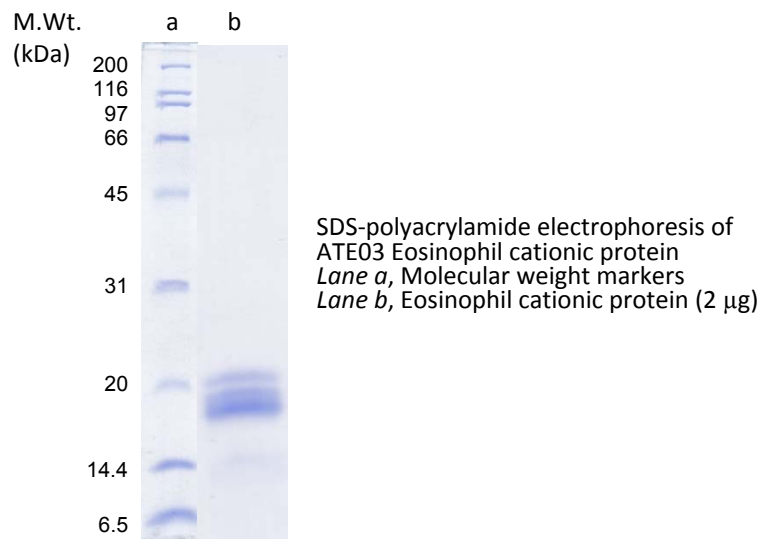 M.Wt. a b
(kDa)
200
116
97
66
45
31
20
14.4
6.5
SDS-polyacrylamide electrophoresis of
ATE03 Eosinophil cationic protein
Lane a, Molecular weight markers
Lane b, Eosinophil cationic protein (2 μg)